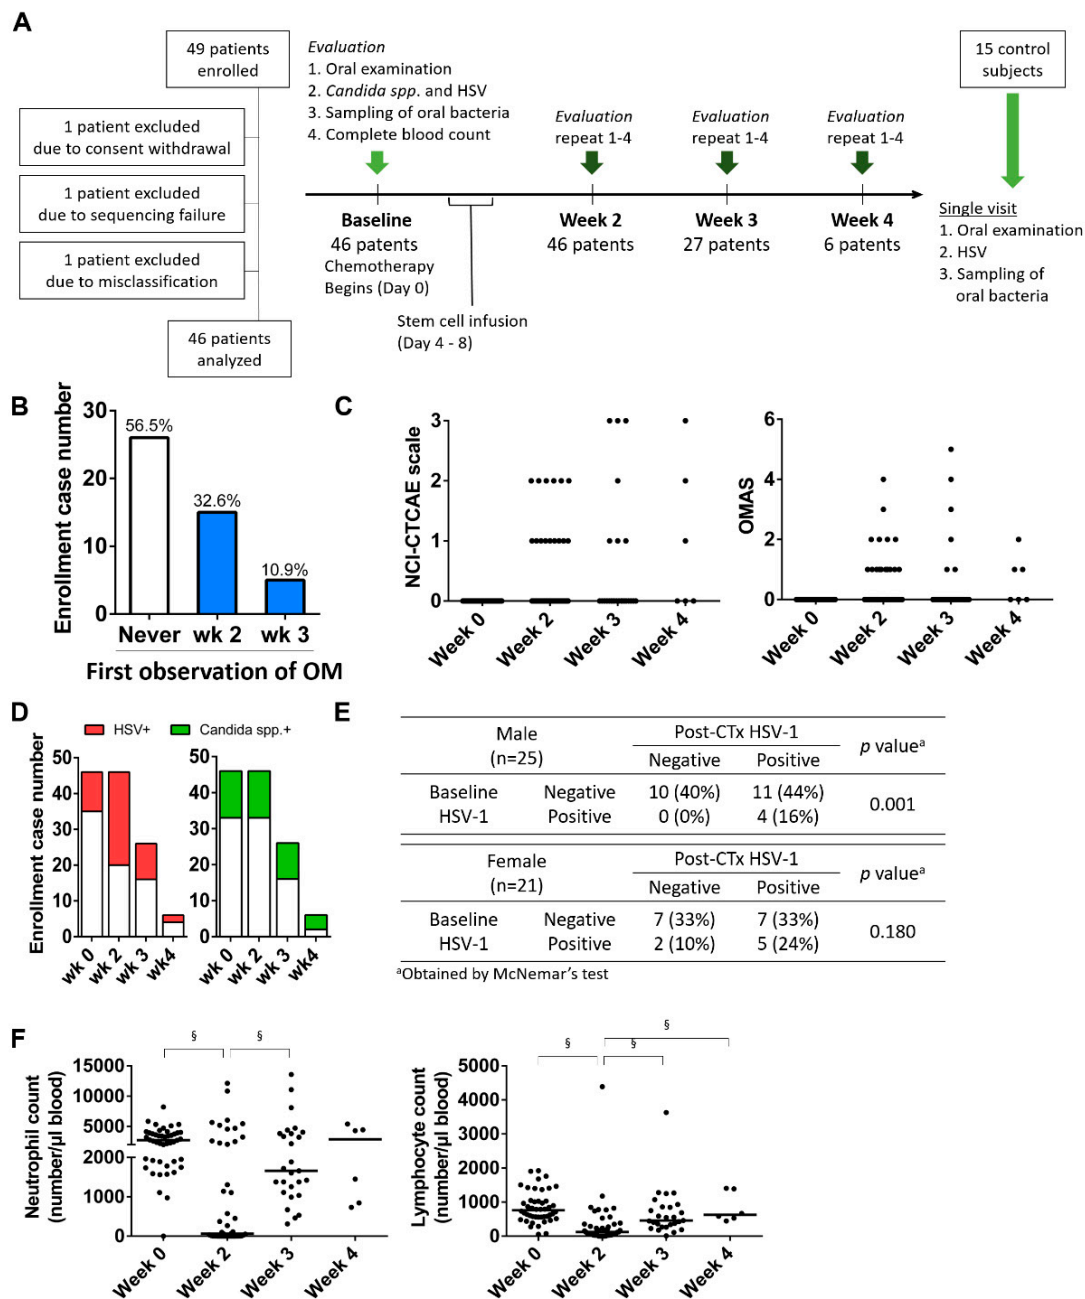 A
49 patients
enrolled
1 patient excluded
due to consent withdrawal
1 patient excluded
due to sequencing failure
1 patient excluded
due to misclassification
46 patients
analyzed
Evaluation
1. Oral examination
2. Candida spp. and HSV
3. Sampling of oral bacteria
4. Complete blood count
Evaluation
repeat 1-4
Evaluation
repeat 1-4
Evaluation
repeat 1-4
Baseline
46 patents
Chemotherapy
Begins (Day 0)
Stem cell infusion
(Day 4 - 8)
Week 2
46 patents
Week 3
27 patents
Week 4
6 patents
15 control
subjects
Single visit
1. Oral examination
2. HSV
3. Sampling of
oral bacteria
B
Enrollment case number
30
20
10
0
56.5%
32.6%
10.9%
Never wk 2 wk 3
First observation of OM
C
NCI-CTCAE scale
3
2
1
0
Week 0 Week 2 Week 3 Week 4
OMAS
6
4
2
0
Week 0 Week 2 Week 3 Week 4
D
HSV+ Candida spp.+
Enrollment case number
50
40
30
20
10
0
wk 0 wk 2 wk 3 wk4
50
40
30
20
10
0
wk 0 wk 2 wk 3 wk4
E
Male
(n=25)
Post-CTx HSV-1
p valueᵃ
Negative Positive
Baseline Negative 10 (40%) 11 (44%)
HSV-1 Positive 0 (0%) 4 (16%)
0.001
Female
(n=21)
Post-CTx HSV-1
p valueᵃ
Negative Positive
Baseline Negative 7 (33%) 7 (33%)
HSV-1 Positive 2 (10%) 5 (24%)
0.180
ᵃObtained by McNemar's test
F
Neutrophil count
(number/µl blood)
15000
10000
5000
2000
1000
0
§ §
Week 0 Week 2 Week 3 Week 4
Lymphocyte count
(number/µl blood)
5000
4000
3000
2000
1000
0
§
§ §
Week 0 Week 2 Week 3 Week 4